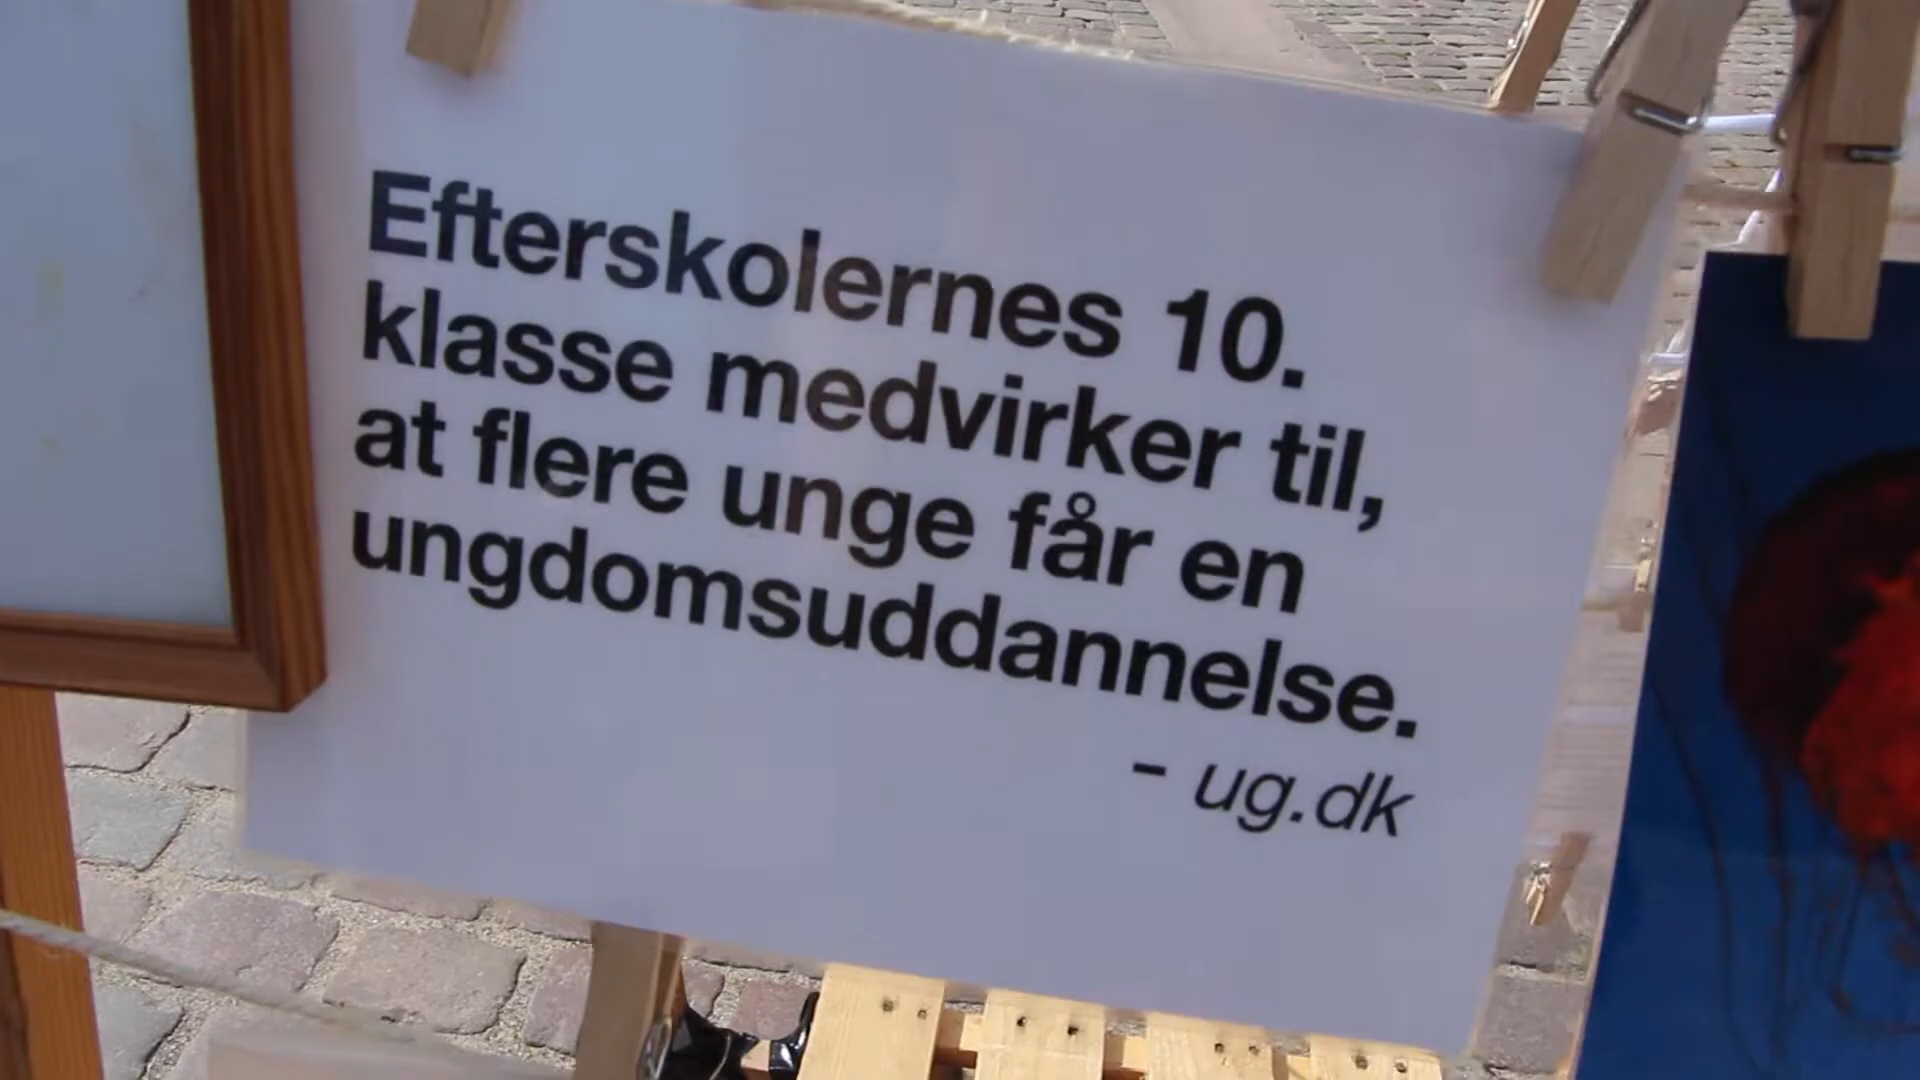 Efterskolernes 10.
klasse medvirker til,
at flere unge får en
ungdomsuddannelse.
- ug.dk